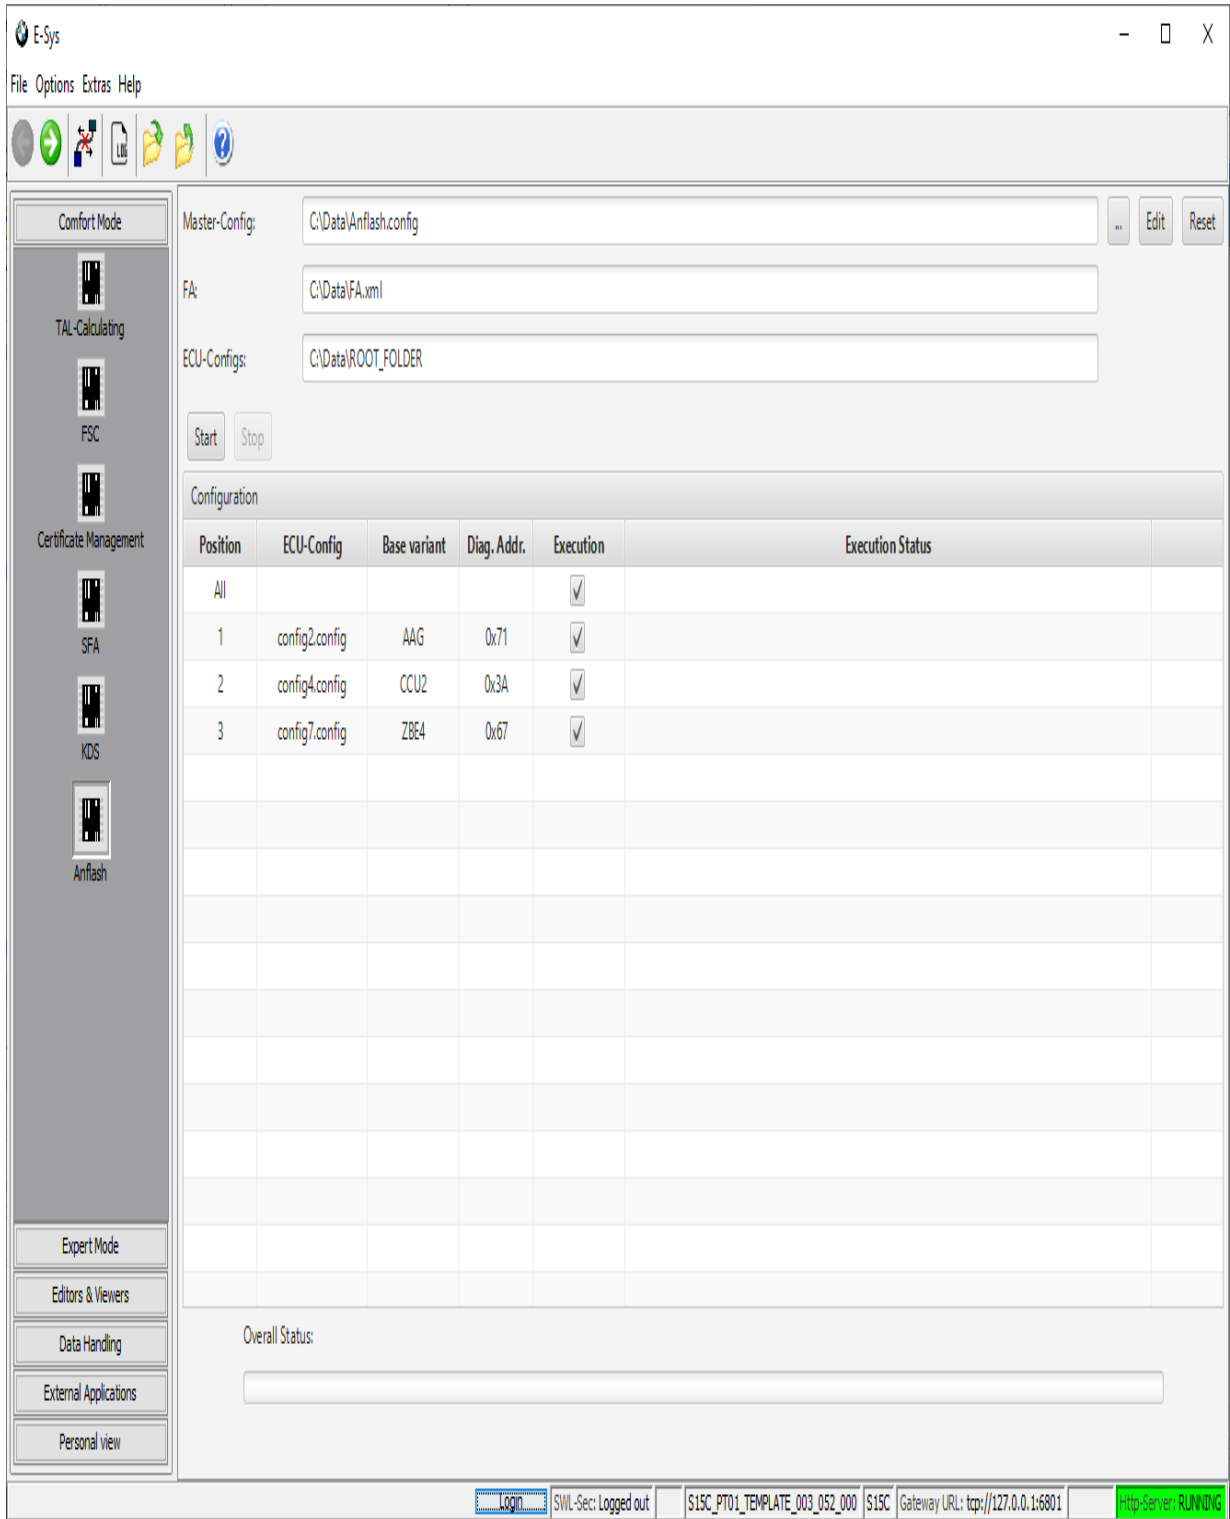 E-Sys
File Options Extras Help
LOG
Comfort Mode
TAL-Calculating
FSC
Certificate Management
SFA
KDS
Anflash
Expert Mode
Editors & Viewers
Data Handling
External Applications
Personal view
Master-Config: C:\Data\Anflash.config ... Edit Reset
FA: C:\Data\FA.xml
ECU-Configs: C:\Data\ROOT_FOLDER
Start Stop
Configuration
Position ECU-Config Base variant Diag. Addr. Execution Execution Status
All
1 config2.config AAG 0x71
2 config4.config CCU2 0x3A
3 config7.config ZBE4 0x67
Overall Status:
Login SWL-Sec: Logged out S15C_PT01_TEMPLATE_003_052_000 S15C Gateway URL: tcp://127.0.0.1:6801 Http-Server: RUNNING